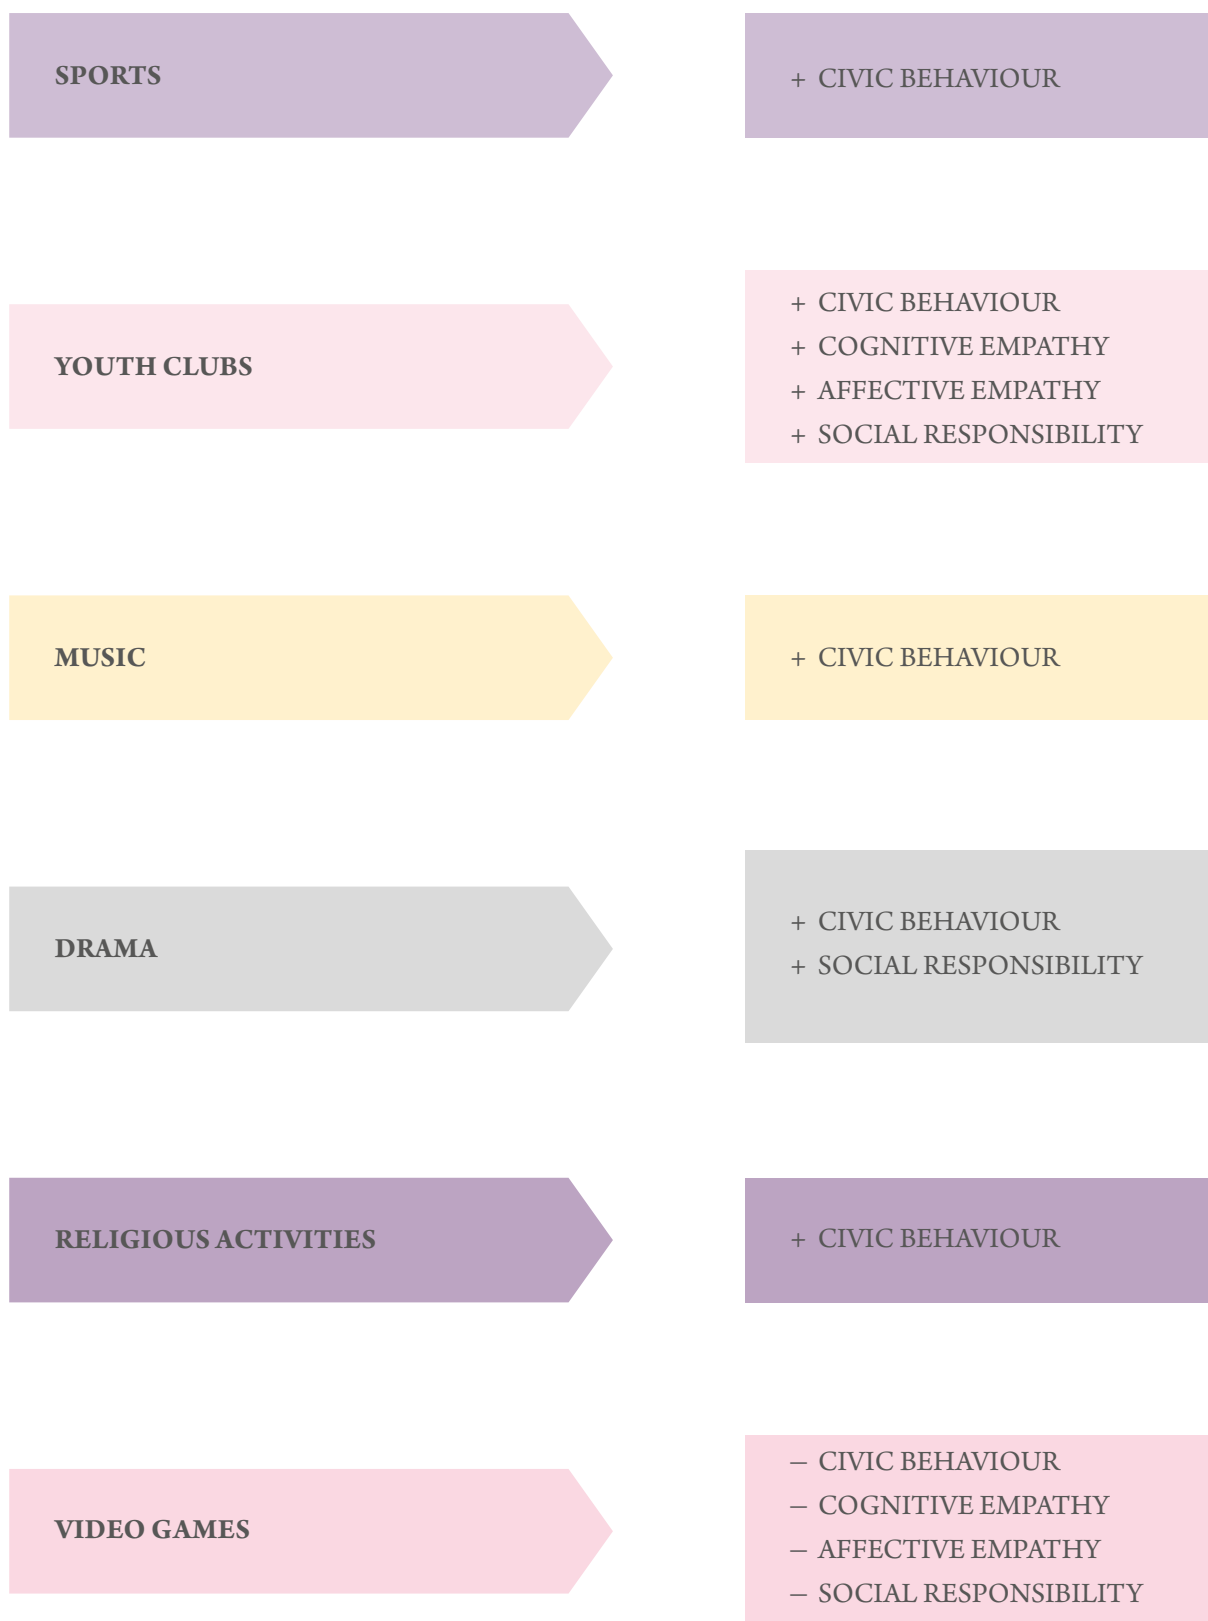 SPORTS
+ CIVIC BEHAVIOUR
YOUTH CLUBS
+ CIVIC BEHAVIOUR
+ COGNITIVE EMPATHY
+ AFFECTIVE EMPATHY
+ SOCIAL RESPONSIBILITY
MUSIC
+ CIVIC BEHAVIOUR
DRAMA
+ CIVIC BEHAVIOUR
+ SOCIAL RESPONSIBILITY
RELIGIOUS ACTIVITIES
+ CIVIC BEHAVIOUR
VIDEO GAMES
– CIVIC BEHAVIOUR
– COGNITIVE EMPATHY
– AFFECTIVE EMPATHY
– SOCIAL RESPONSIBILITY